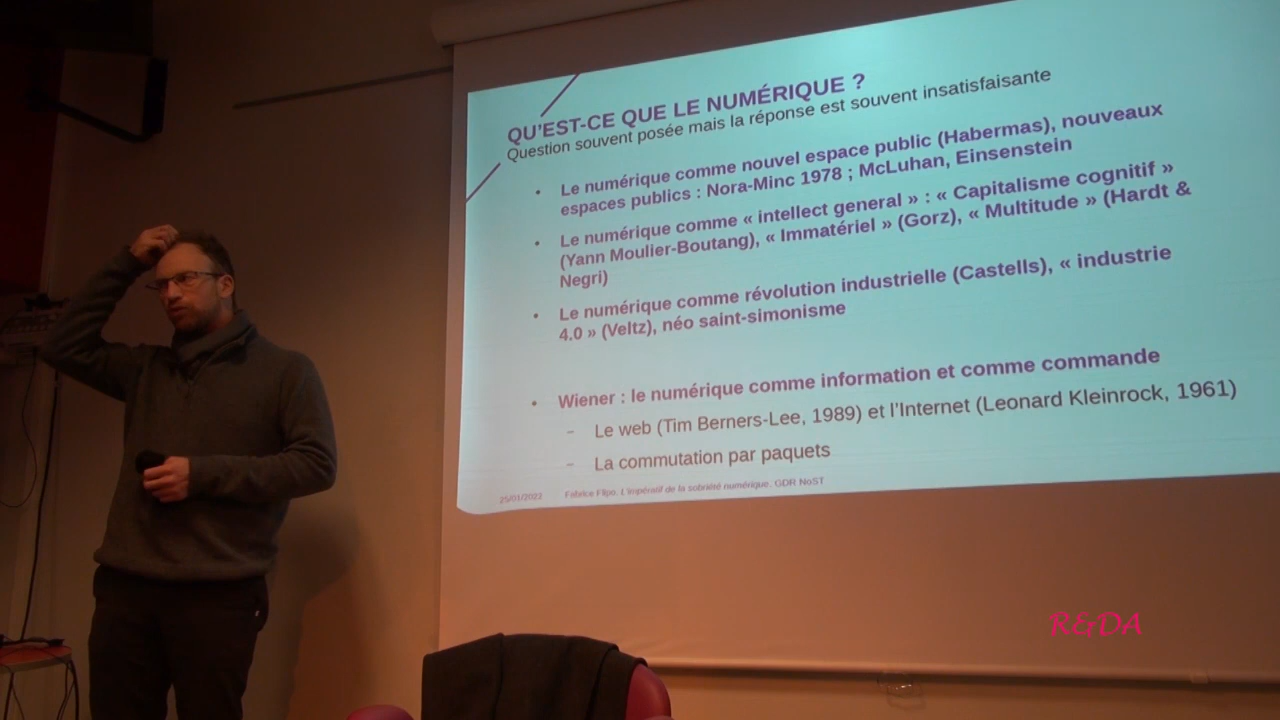 QU'EST-CE QUE LE NUMÉRIQUE ?
Question souvent posée mais la réponse est souvent insatisfaisante
• Le numérique comme nouvel espace public (Habermas), nouveaux
espaces publics : Nora-Minc 1978 ; McLuhan, Einsenstein
• Le numérique comme « intellect general » : « Capitalisme cognitif »
(Yann Moulier-Boutang), « Immatériel » (Gorz), « Multitude » (Hardt &
Negri)
• Le numérique comme révolution industrielle (Castells), « industrie
4.0 » (Veltz), néo saint-simonisme
• Wiener : le numérique comme information et comme commande
– Le web (Tim Berners-Lee, 1989) et l'Internet (Leonard Kleinrock, 1961)
– La commutation par paquets
25/01/2022 Fabrice Flipo. L'impératif de la sobriété numérique. GDR NoST
R&DA